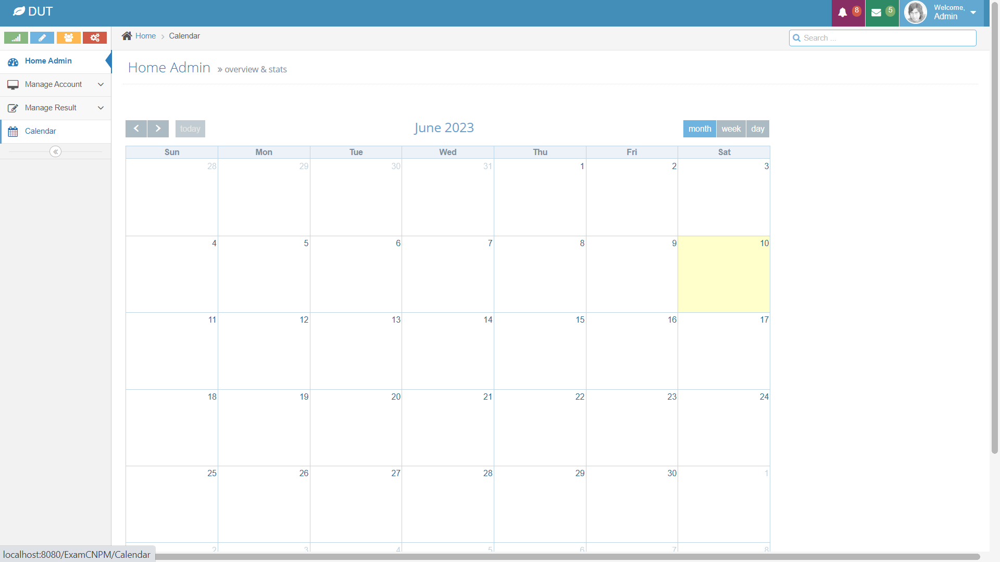 DUT
8
5
Welcome,
Admin
Home
Calendar
Search ...
Home Admin
Manage Account
Manage Result
Calendar
Home Admin » overview & stats
today
June 2023
month week day
Sun Mon Tue Wed Thu Fri Sat
28 29 30 31 1 2 3
4 5 6 7 8 9 10
11 12 13 14 15 16 17
18 19 20 21 22 23 24
25 26 27 28 29 30 1
2 3 4 5 6 7 8
localhost:8080/ExamCNPM/Calendar